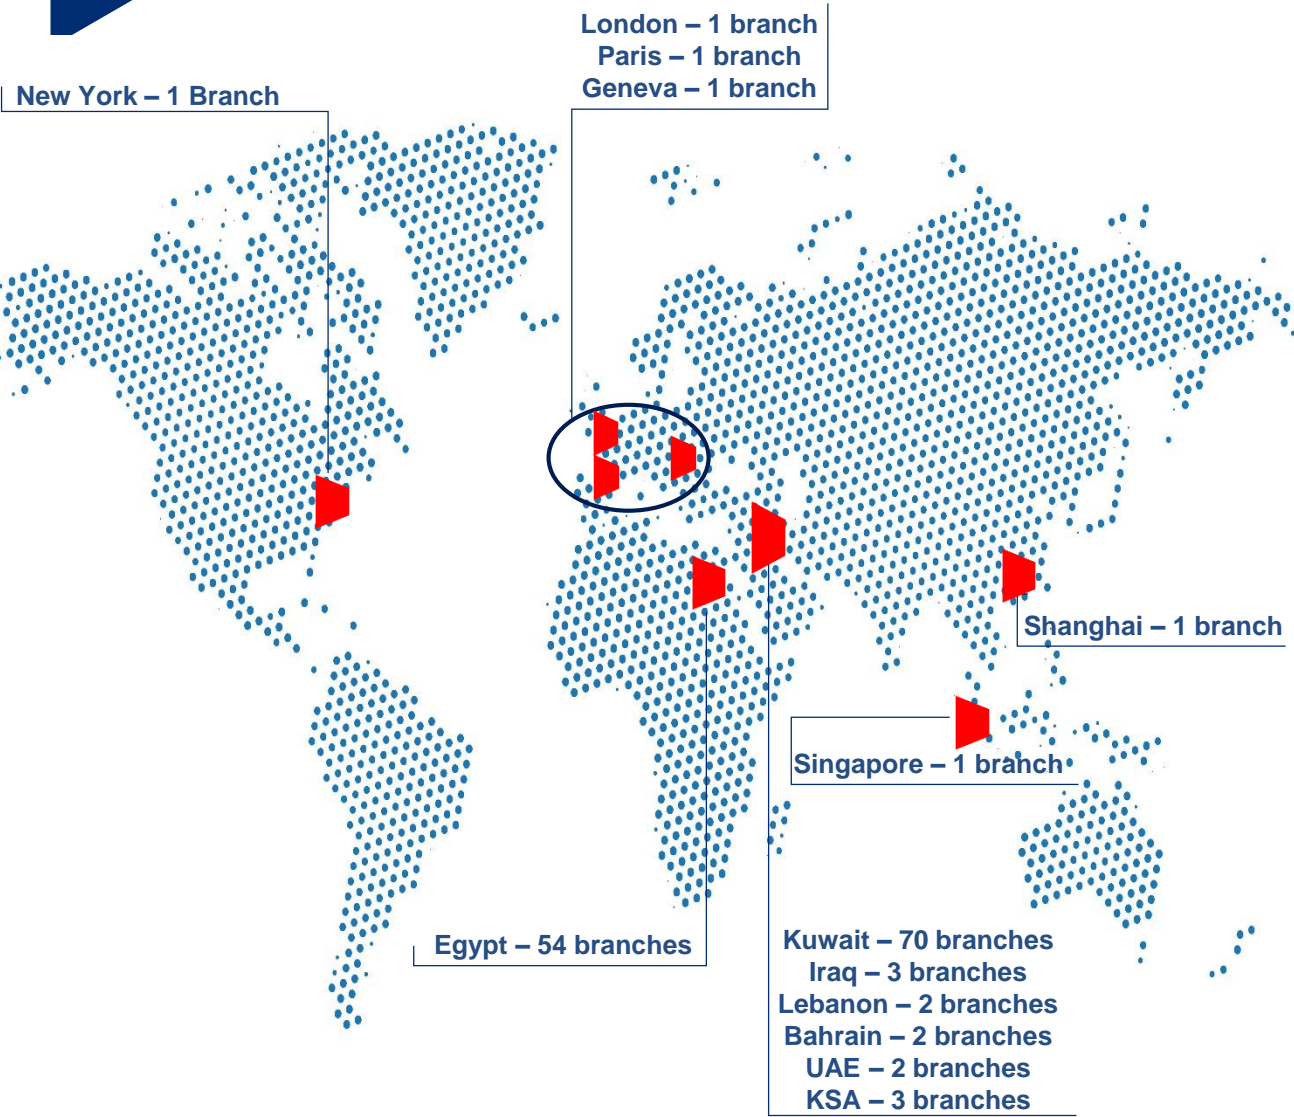 London – 1 branch
Paris – 1 branch
Geneva – 1 branch
New York – 1 Branch
Shanghai – 1 branch
Singapore – 1 branch
Egypt – 54 branches
Kuwait – 70 branches
Iraq – 3 branches
Lebanon – 2 branches
Bahrain – 2 branches
UAE – 2 branches
KSA – 3 branches